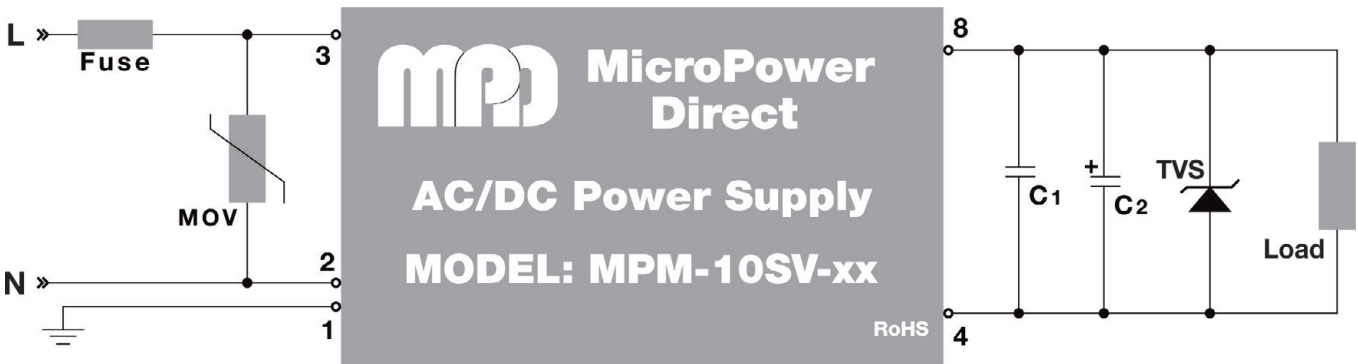 L
Fuse
3
MOV
N
2
1
MPD
MicroPower
Direct
AC/DC Power Supply
MODEL: MPM-10SV-xx
RoHS
8
C1
+
C2
TVS
Load
4